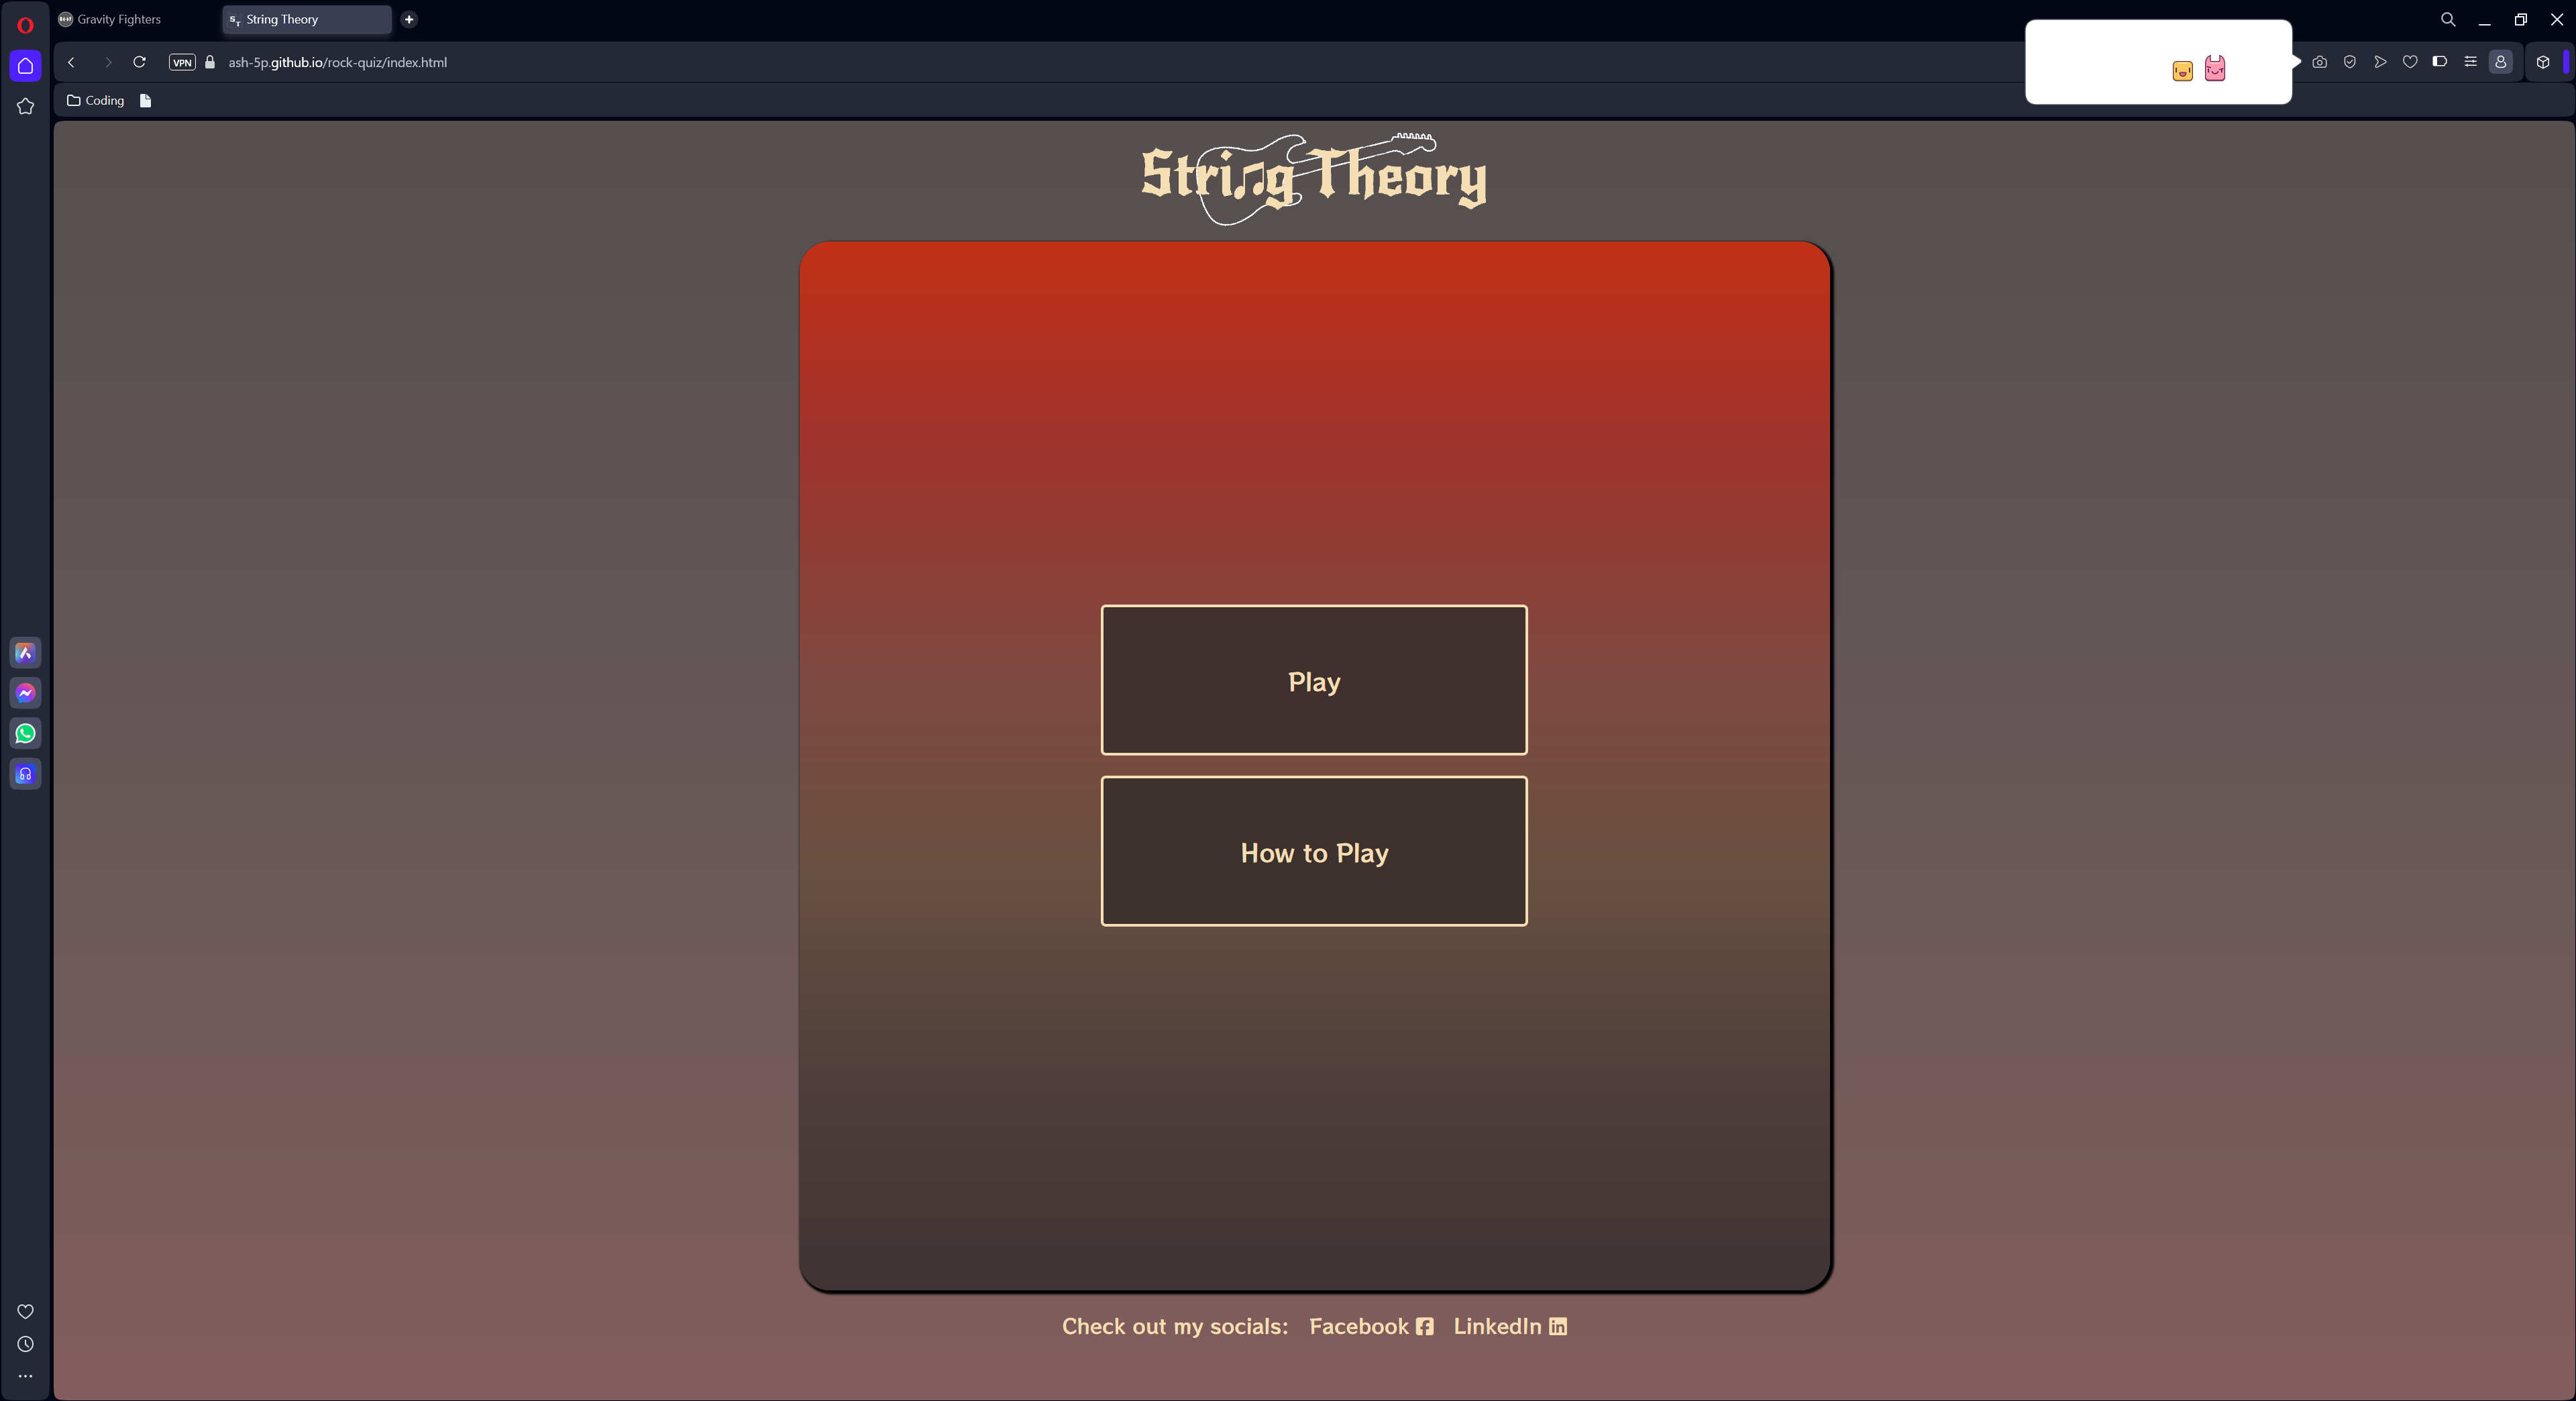 Gravity Fighters
String Theory
VPN
ash-5p.github.io/rock-quiz/index.html
Coding
String Theory
Play
How to Play
Check out my socials: Facebook LinkedIn